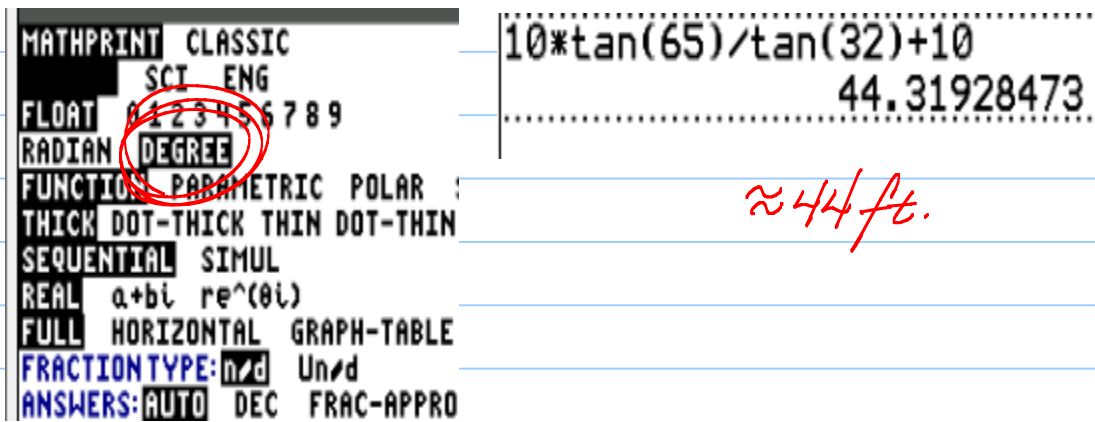 MATHPRINT CLASSIC
SCI ENG
FLOAT 0 1 2 3 4 5 6 7 8 9
RADIAN DEGREE
FUNCTION PARAMETRIC POLAR
THICK DOT-THICK THIN DOT-THIN
SEQUENTIAL SIMUL
REAL a+bi re^(θi)
FULL HORIZONTAL GRAPH-TABLE
FRACTION TYPE: n/d Un/d
ANSWERS: AUTO DEC FRAC-APPRO
10*tan(65)/tan(32)+10
44.31928473
≈44 ft.